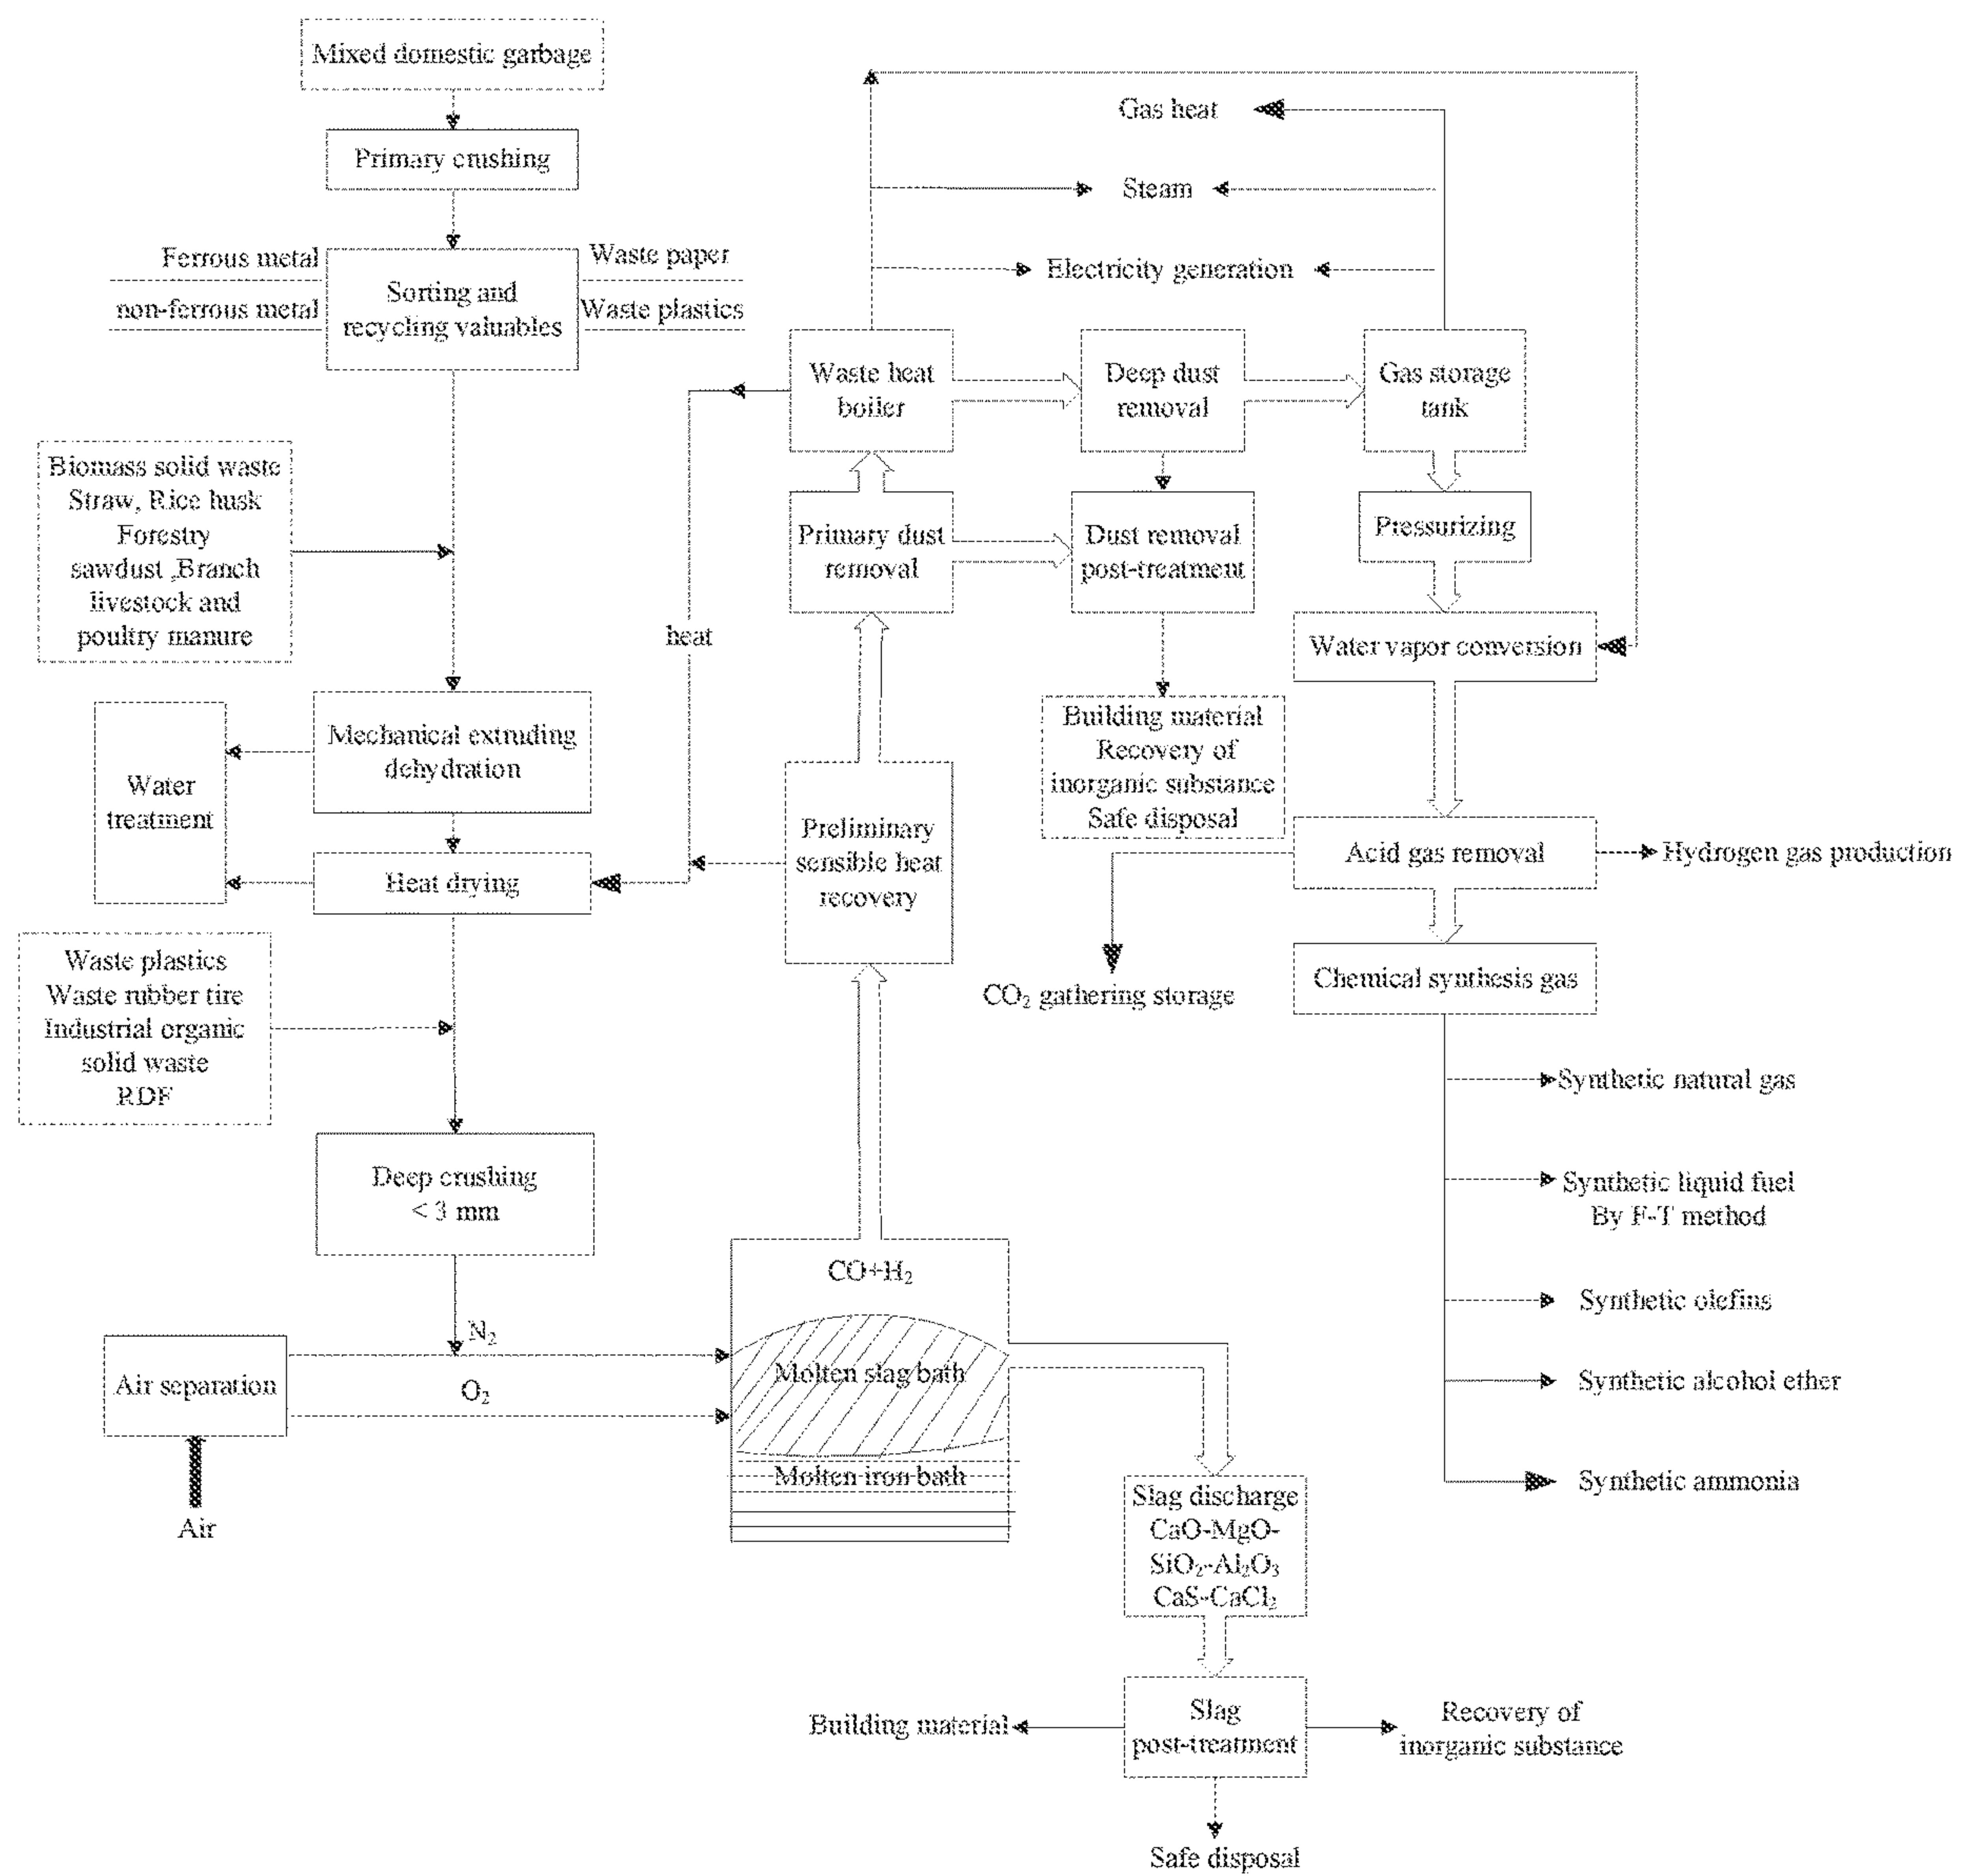 Mixed domestic garbage
Primary crushing
Ferrous metal
non-ferrous metal
Sorting and
recycling valuables
Waste paper
Waste plastics
Biomass solid waste
Straw, Rice husk
Forestry
sawdust ,Branch
livestock and
poultry manure
Mechanical extruding
dehydration
Water
treatment
Heat drying
Waste plastics
Waste rubber tire
Industrial organic
solid waste
RDF
Deep crushing
< 3 mm
Air separation
Air
N₂
O₂
CO+H₂
Molten slag bath
Molten iron bath
Preliminary
sensible heat
recovery
heat
Primary dust
removal
Waste heat
boiler
Gas heat
Steam
Electricity generation
Deep dust
removal
Gas storage
tank
Dust removal
post-treatment
Pressurizing
Building material
Recovery of
inorganic substance
Safe disposal
Water vapor conversion
Acid gas removal
Hydrogen gas production
CO₂ gathering storage
Chemical synthesis gas
Synthetic natural gas
Synthetic liquid fuel
By F-T method
Synthetic olefins
Synthetic alcohol ether
Synthetic ammonia
Slag discharge
CaO-MgO-
SiO₂-Al₂O₃
CaS-CaCl₂
Slag
post-treatment
Building material
Recovery of
inorganic substance
Safe disposal